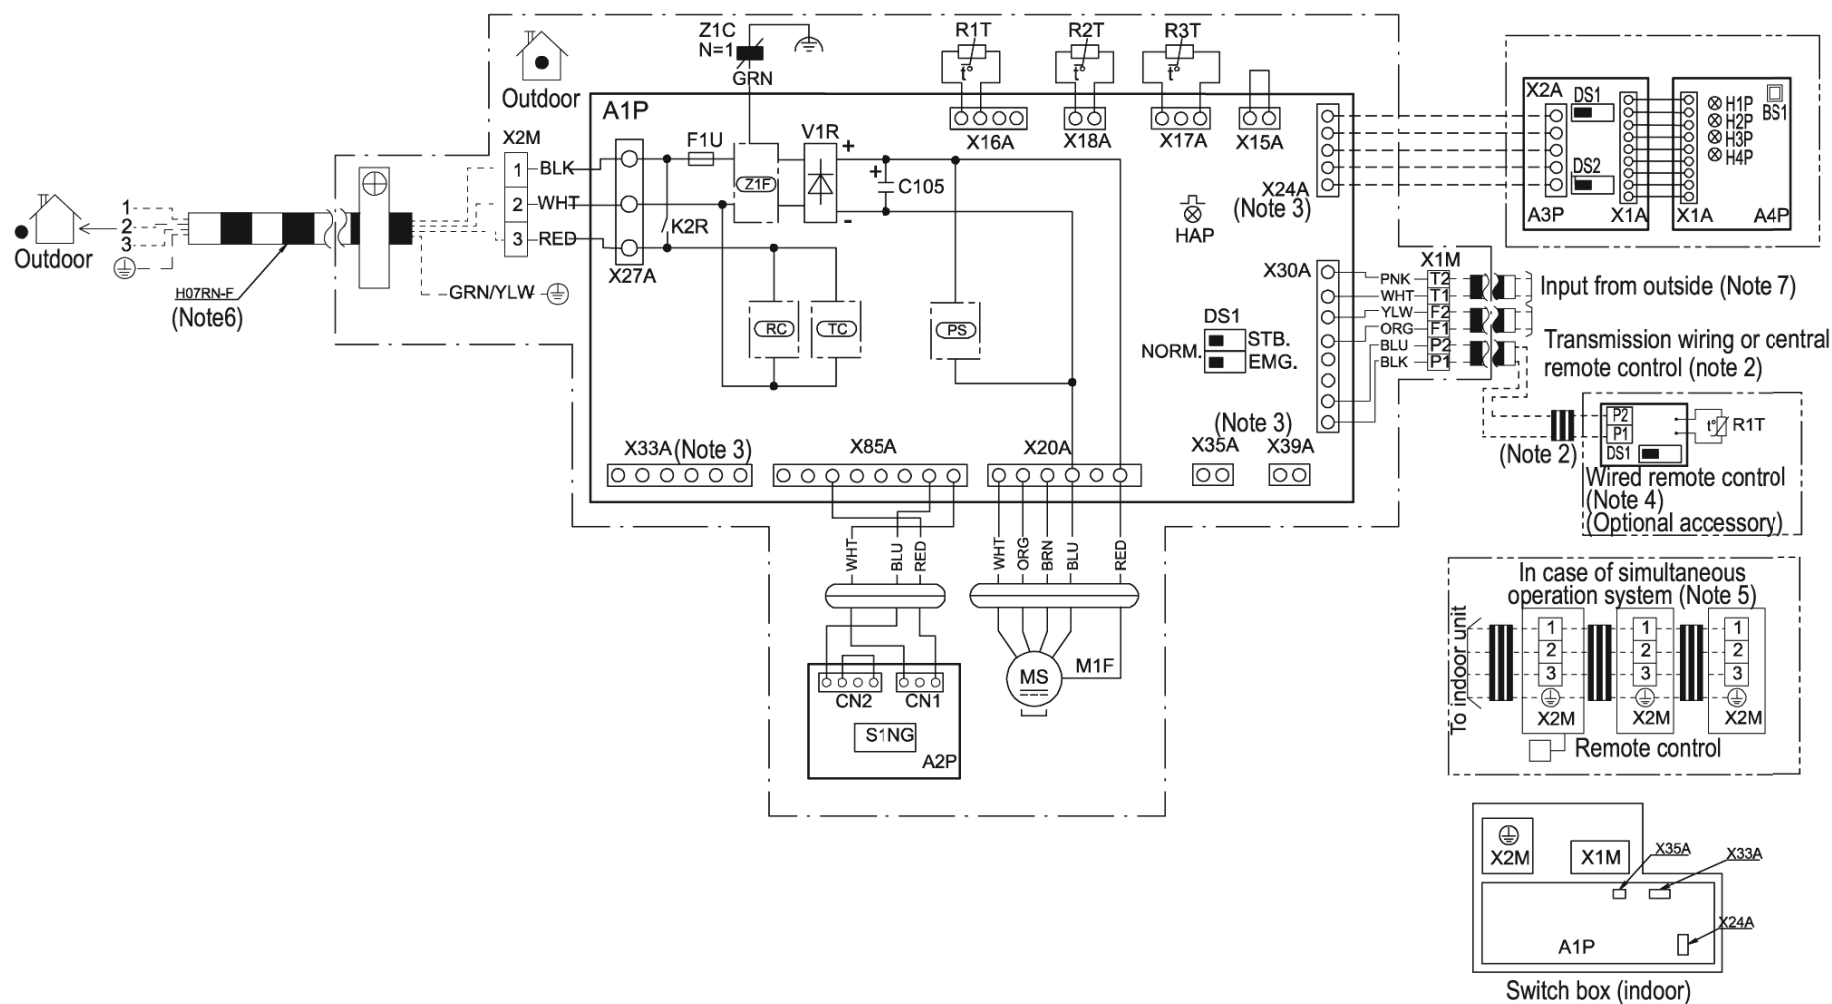 Z1C
N=1
GRN
R1T
t°
R2T
t°
R3T
t°
Outdoor
A1P
X2M
X16A
X18A
X17A
X15A
X2A
DS1
H1P
H2P
H3P
H4P
BS1
DS2
A3P
X1A
X1A
A4P
F1U
V1R
+
-
+
C105
Z1F
K2R
1
BLK
2
WHT
3
RED
X27A
X24A
(Note 3)
HAP
1
2
3
Outdoor
H07RN-F
(Note6)
GRN/YLW
RC
TC
PS
X30A
DS1
NORM.
STB.
EMG.
X1M
PNK T2
WHT T1
YLW F2
ORG F1
BLU P2
BLK P1
Input from outside (Note 7)
Transmission wiring or central
remote control (note 2)
(Note 3)
X33A (Note 3)
X85A
X20A
X35A
X39A
(Note 2)
P2
P1
DS1
t°
R1T
Wired remote control
(Note 4)
(Optional accessory)
WHT
BLU
RED
WHT
ORG
BRN
BLU
RED
MS
M1F
CN2
CN1
S1NG
A2P
In case of simultaneous
operation system (Note 5)
To indoor unit
1
2
3
X2M
1
2
3
X2M
1
2
3
X2M
Remote control
X2M
X1M
X35A
X33A
X24A
A1P
Switch box (indoor)